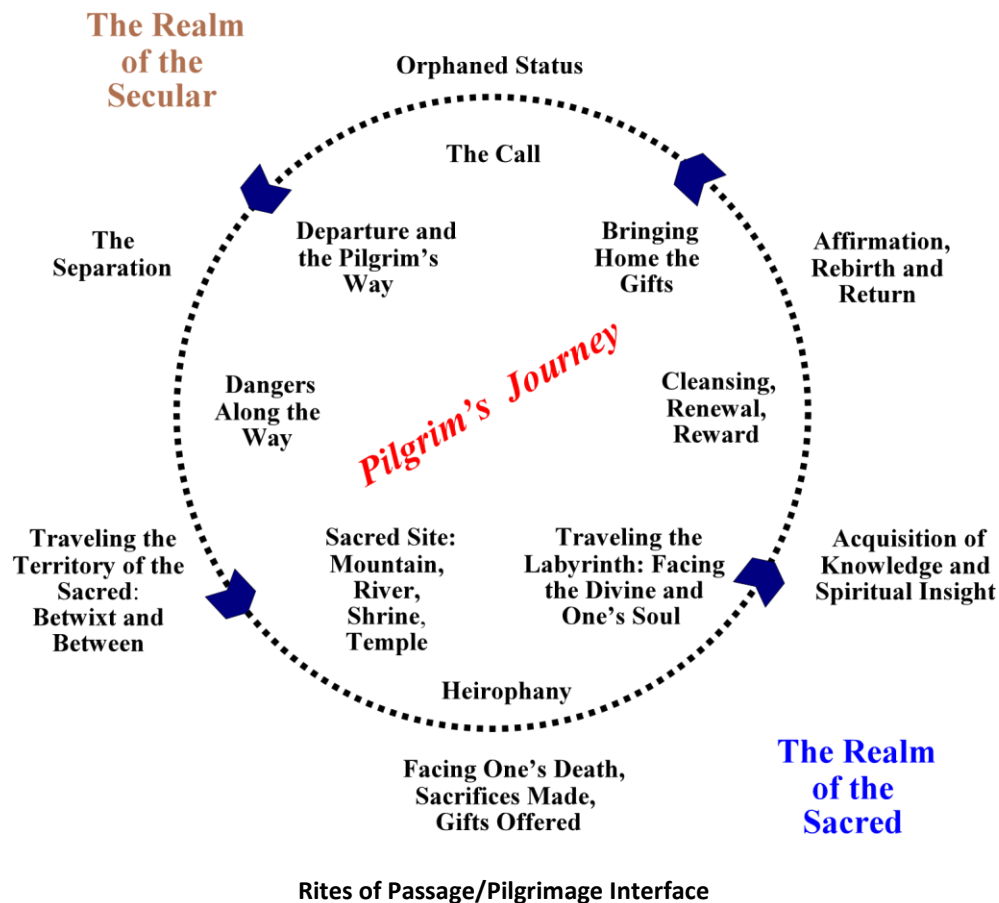 The Realm
of the
Secular
Orphaned Status
The Call
The
Separation
Departure and
the Pilgrim's
Way
Bringing
Home the
Gifts
Affirmation,
Rebirth and
Return
Pilgrim's Journey
Dangers
Along the
Way
Cleansing,
Renewal,
Reward
Traveling the
Territory of the
Sacred:
Betwixt and
Between
Sacred Site:
Mountain,
River,
Shrine,
Temple
Traveling the
Labyrinth: Facing
the Divine and
One's Soul
Acquisition of
Knowledge and
Spiritual Insight
Heirophany
Facing One's Death,
Sacrifices Made,
Gifts Offered
The Realm
of the
Sacred
Rites of Passage/Pilgrimage Interface